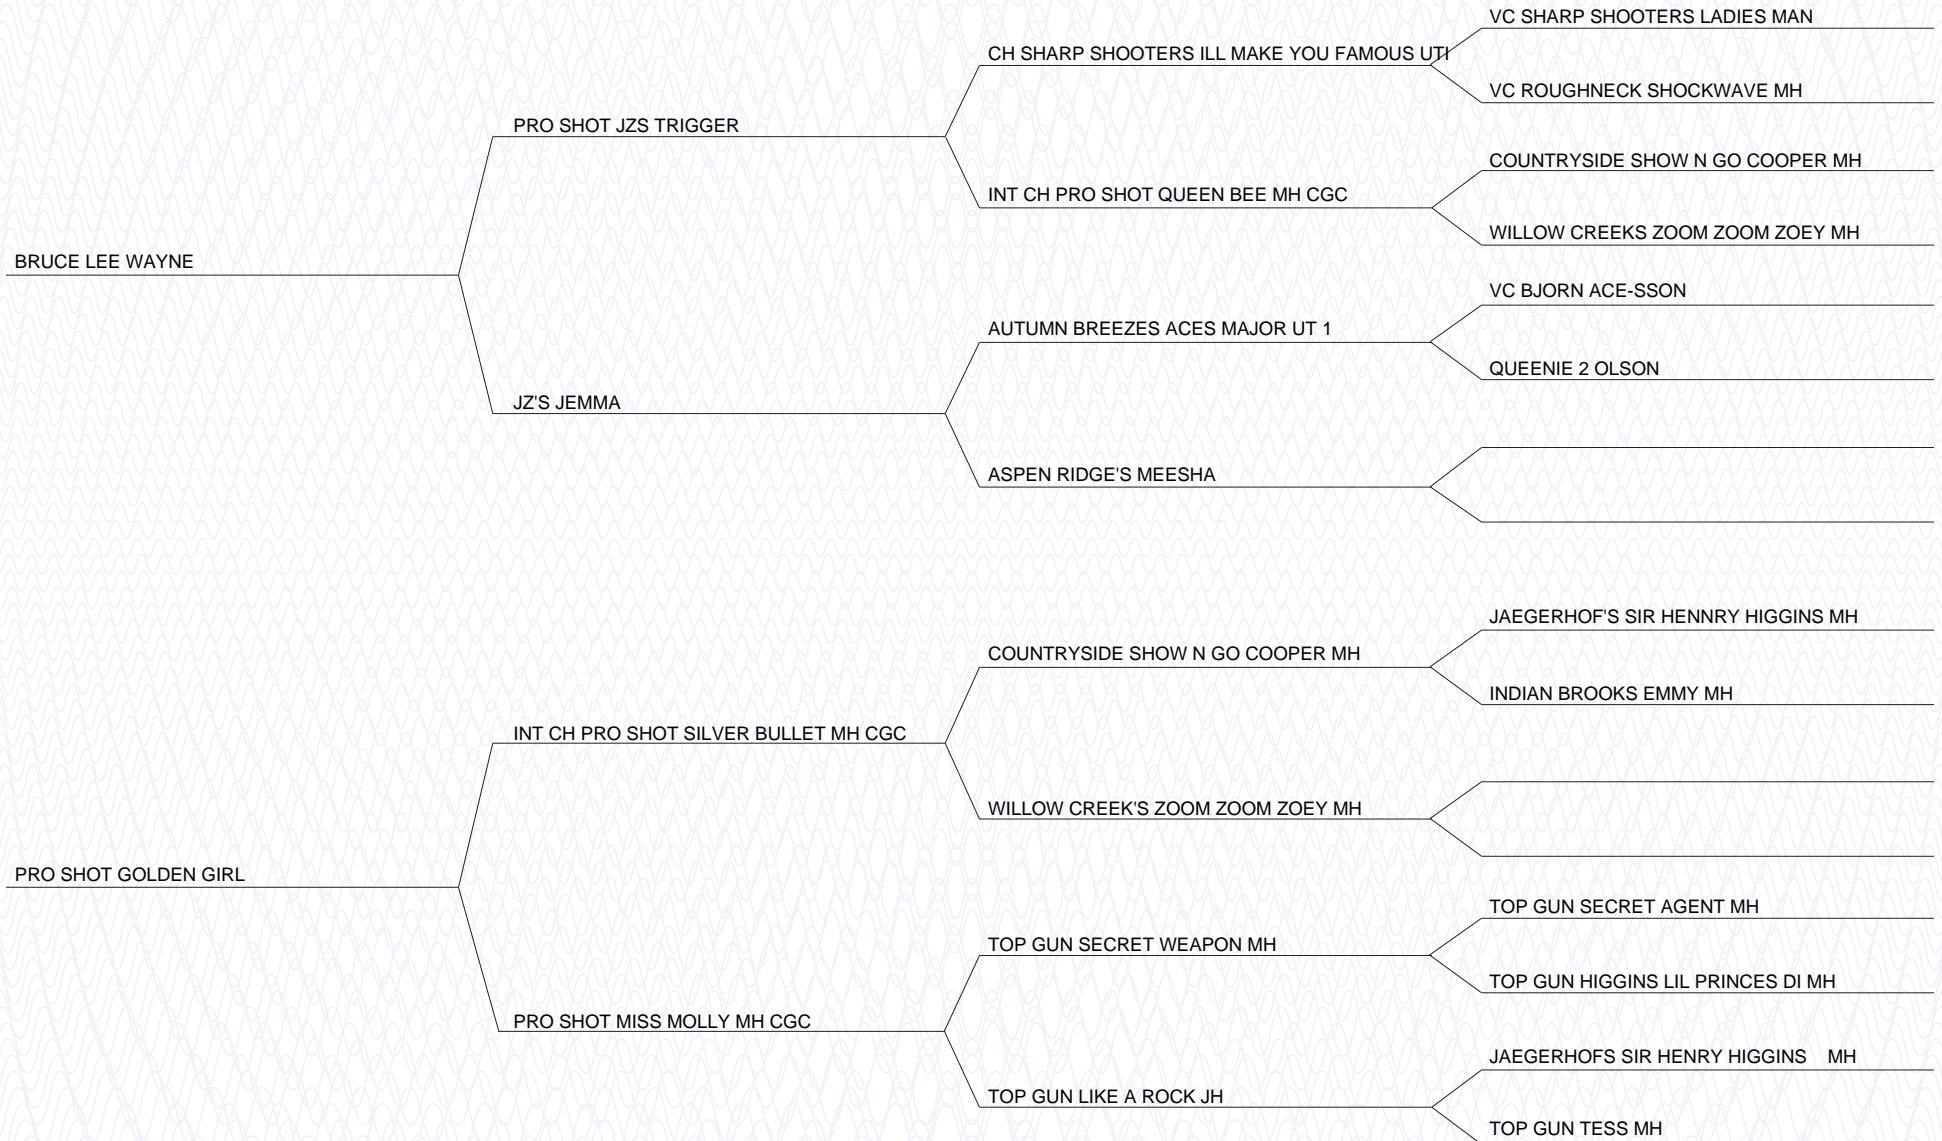 VC SHARP SHOOTERS LADIES MAN
CH SHARP SHOOTERS ILL MAKE YOU FAMOUS UTI
VC ROUGHNECK SHOCKWAVE MH
PRO SHOT JZS TRIGGER
COUNTRYSIDE SHOW N GO COOPER MH
INT CH PRO SHOT QUEEN BEE MH CGC
WILLOW CREEKS ZOOM ZOOM ZOEY MH
BRUCE LEE WAYNE
VC BJORN ACE-SSON
AUTUMN BREEZES ACES MAJOR UT 1
QUEENIE 2 OLSON
JZ'S JEMMA
ASPEN RIDGE'S MEESHA
JAEGERHOF'S SIR HENNRY HIGGINS MH
COUNTRYSIDE SHOW N GO COOPER MH
INDIAN BROOKS EMMY MH
INT CH PRO SHOT SILVER BULLET MH CGC
WILLOW CREEK'S ZOOM ZOOM ZOEY MH
PRO SHOT GOLDEN GIRL
TOP GUN SECRET AGENT MH
TOP GUN SECRET WEAPON MH
TOP GUN HIGGINS LIL PRINCES DI MH
PRO SHOT MISS MOLLY MH CGC
JAEGERHOFS SIR HENRY HIGGINS MH
TOP GUN LIKE A ROCK JH
TOP GUN TESS MH